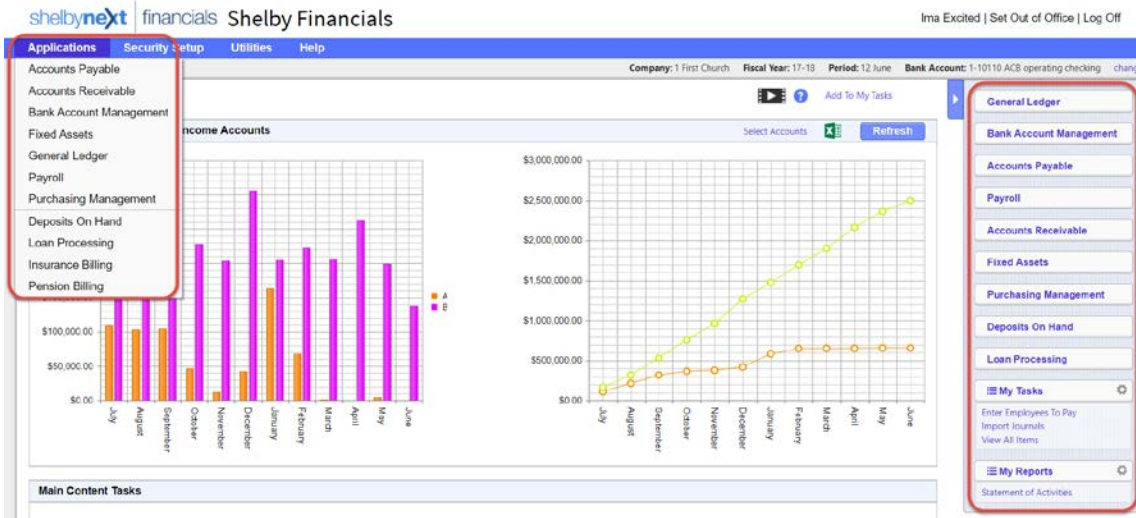 shelbynext financials Shelby Financials
Ima Excited | Set Out of Office | Log Off
Applications Security Setup Utilities Help
Company: 1 First Church Fiscal Year: 17-18 Period: 12 June Bank Account: 1-10110 ACB operating checking chang
Accounts Payable
Accounts Receivable
Bank Account Management
Fixed Assets
General Ledger
Payroll
Purchasing Management
Deposits On Hand
Loan Processing
Insurance Billing
Pension Billing
Add To My Tasks
ncome Accounts
Select Accounts
Refresh
$100,000.00
$50,000.00
$0.00
July
August
September
October
November
December
January
February
March
April
May
June
A
B
$3,000,000.00
$2,500,000.00
$2,000,000.00
$1,500,000.00
$1,000,000.00
$500,000.00
$0.00
July
August
September
October
November
December
January
February
March
April
May
June
Main Content Tasks
General Ledger
Bank Account Management
Accounts Payable
Payroll
Accounts Receivable
Fixed Assets
Purchasing Management
Deposits On Hand
Loan Processing
My Tasks
Enter Employees To Pay
Import Journals
View All Items
My Reports
Statement of Activities